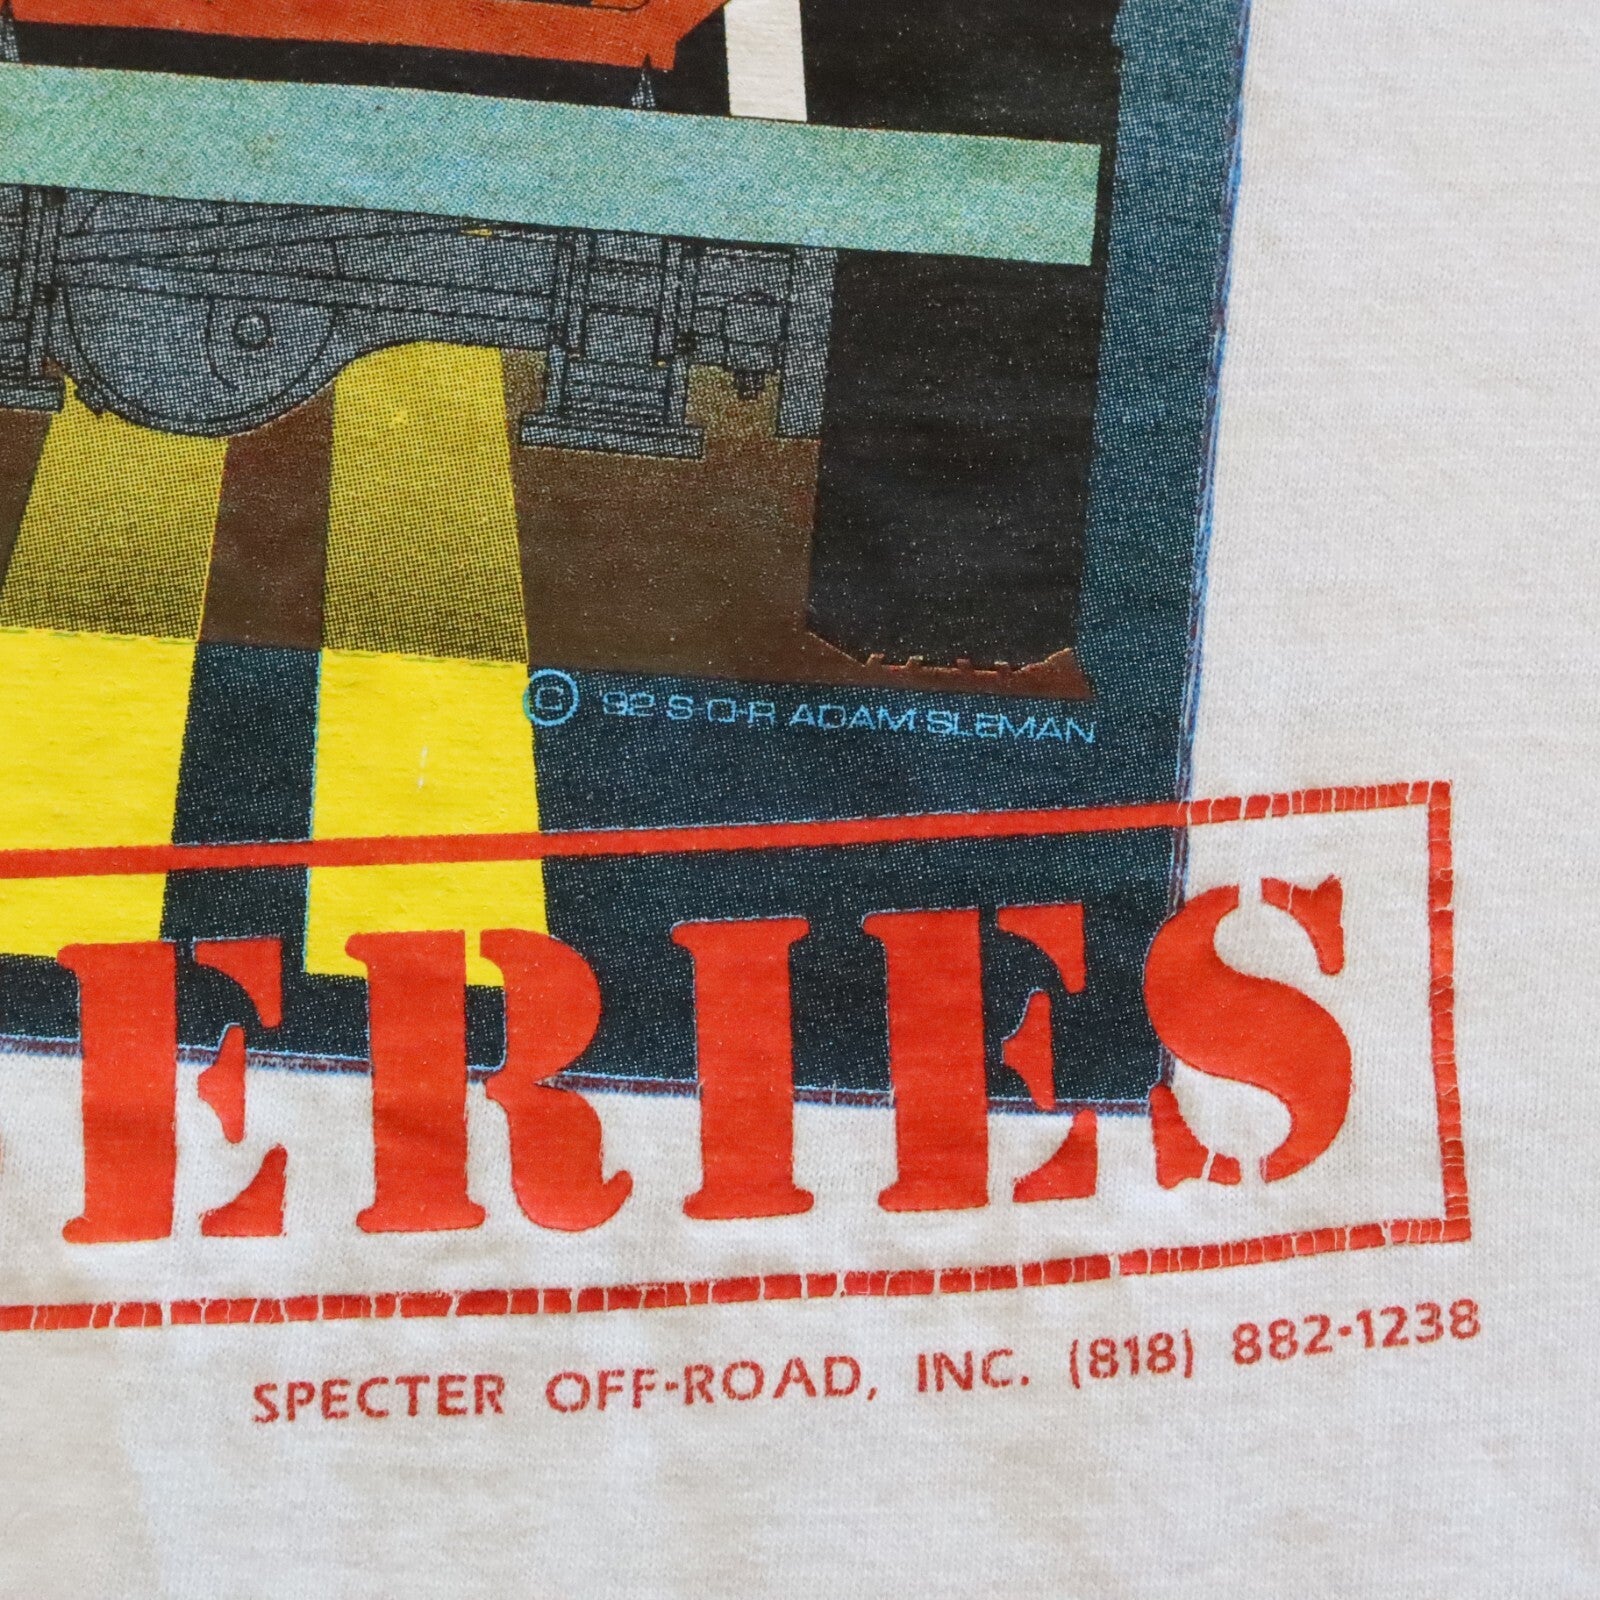 © 92 S-O-R ADAM SLEMAN
ERIES
SPECTER OFF-ROAD, INC. (818) 882-1238